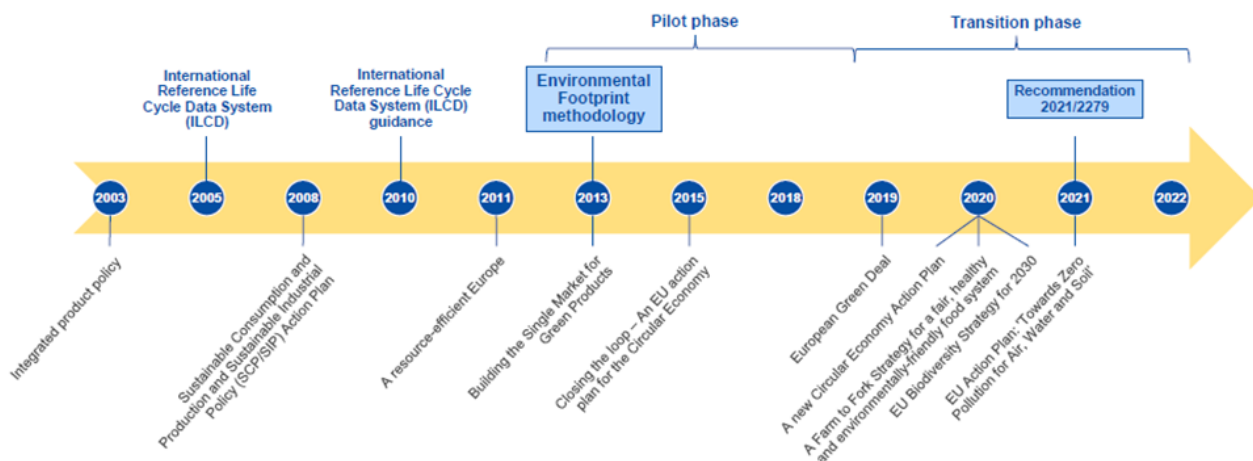 Pilot phase
Transition phase
International
Reference Life
Cycle Data System
(ILCD)
International
Reference Life Cycle
Data System (ILCD)
guidance
Environmental
Footprint
methodology
Recommendation
2021/2279
2003
2005
2008
2010
2011
2013
2015
2018
2019
2020
2021
2022
Integrated product policy
Sustainable Consumption and
Production and Sustainable Industrial
Policy (SCP/SIP) Action Plan
A resource-efficient Europe
Building the Single Market for
Green Products
Closing the loop – An EU action
plan for the Circular Economy
European Green Deal
A new Circular Economy Action Plan
A Farm to Fork Strategy for a fair, healthy
and environmentally-friendly food system
EU Biodiversity Strategy for 2030
EU Action Plan: 'Towards Zero
Pollution for Air, Water and Soil'